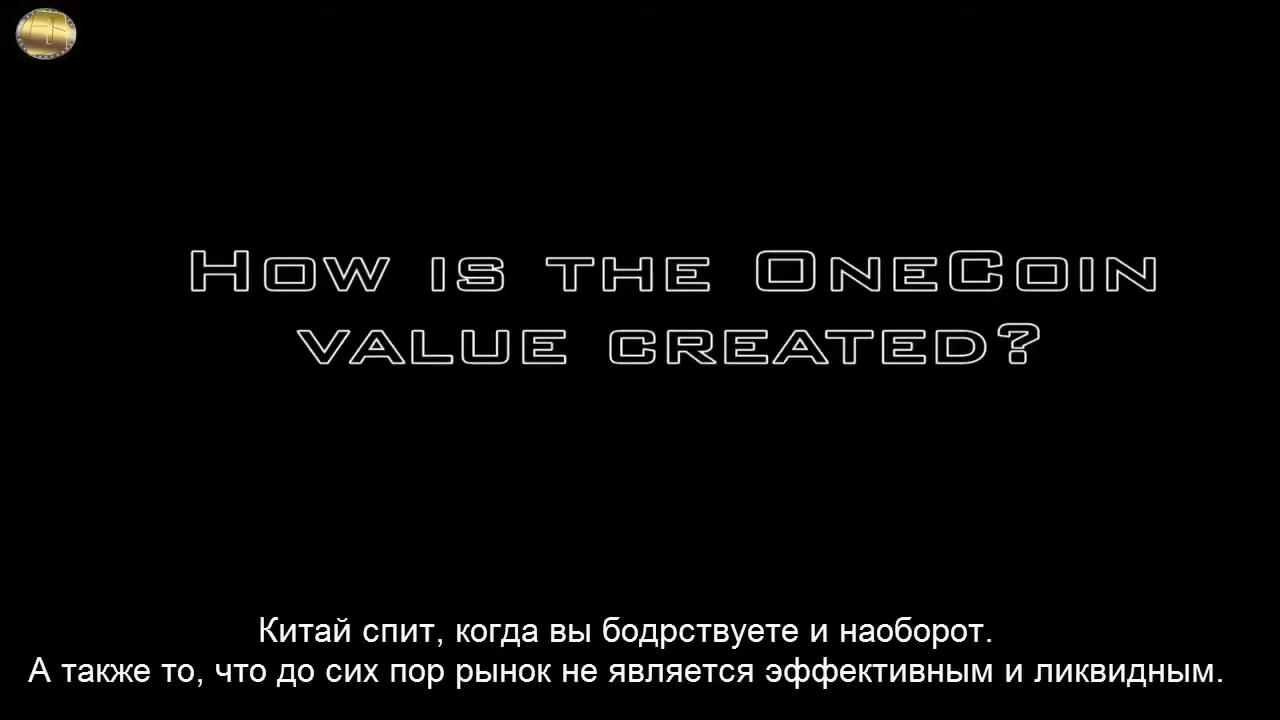 How is the OneCoin
value created?
Китай спит, когда вы бодрствуете и наоборот.
А также то, что до сих пор рынок не является эффективным и ликвидным.